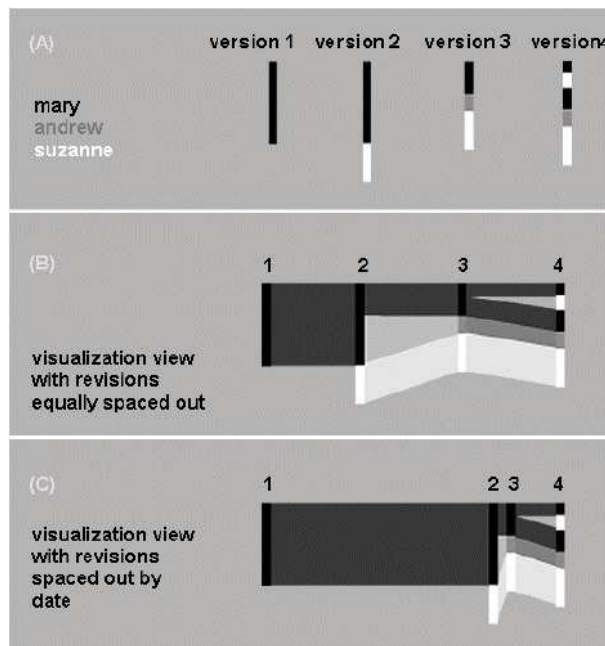 (A)
version 1 version 2 version 3 version4
mary
andrew
suzanne
(B)
1 2 3 4
visualization view
with revisions
equally spaced out
(C)
1 2 3 4
visualization view
with revisions
spaced out by
date